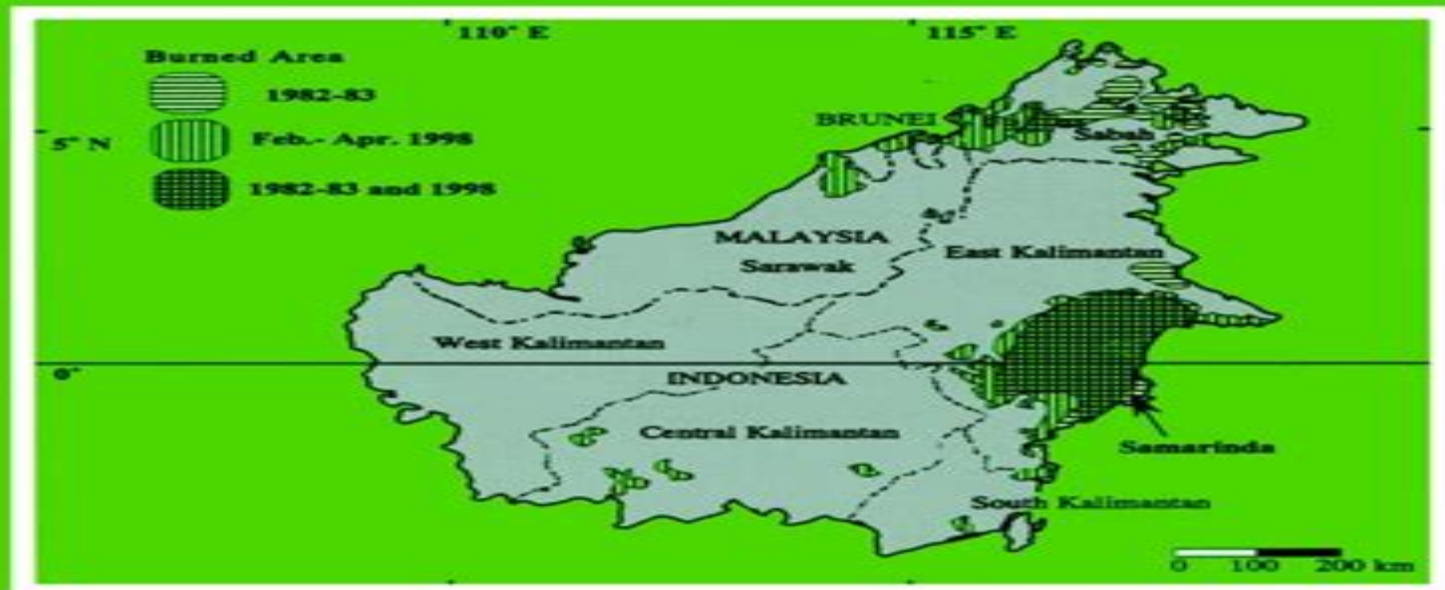 110° E
115° E
Burned Area
1982-83
Feb.- Apr. 1998
1982-83 and 1998
5° N
BRUNEI
Sabah
MALAYSIA
Sarawak
East Kalimantan
West Kalimantan
0°
INDONESIA
Central Kalimantan
Samarinda
South Kalimantan
0 100 200 km